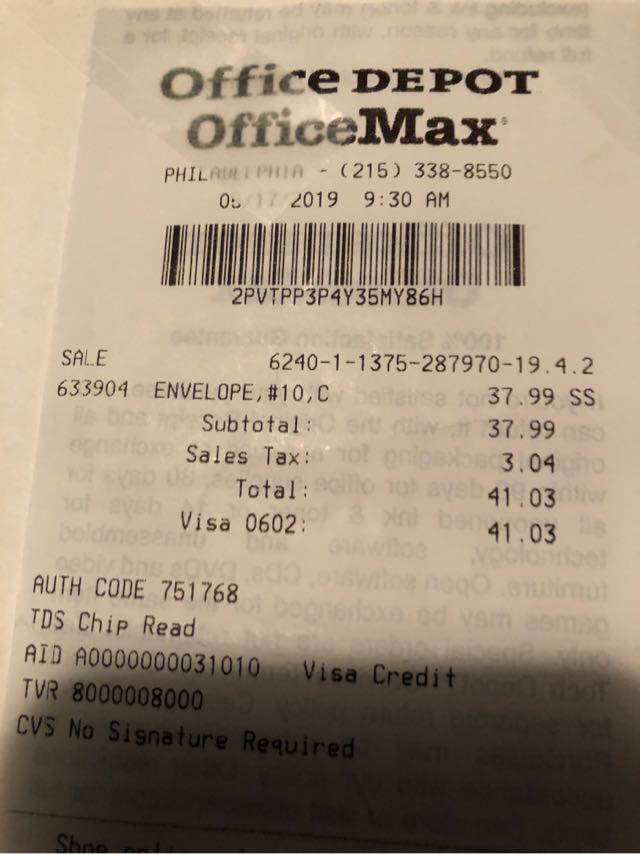 Office DEPOT
OfficeMax
PHILADELPHIA - (215) 338-8550
2019 9:30 AM
2PVTPP3P4Y35MY86H
SALE 6240-1-1375-287970-19.4.2
633904 ENVELOPE,#10,C 37.99 SS
Subtotal: 37.99
Sales Tax: 3.04
Total: 41.03
Visa 0602: 41.03
AUTH CODE 751768
TDS Chip Read
AID A0000000031010 Visa Credit
TVR 8000008000
CVS No Signature Required
Shop